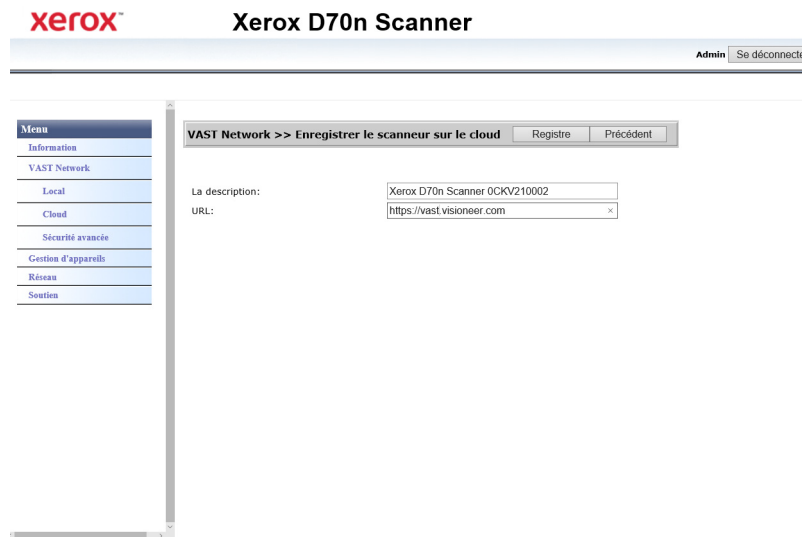 xerox™
Xerox D70n Scanner
Admin Se déconnecte
Menu
Information
VAST Network
Local
Cloud
Sécurité avancée
Gestion d'appareils
Réseau
Soutien
VAST Network >> Enregistrer le scanneur sur le cloud Registre Précédent
La description: Xerox D70n Scanner 0CKV210002
URL: https://vast.visioneer.com ×